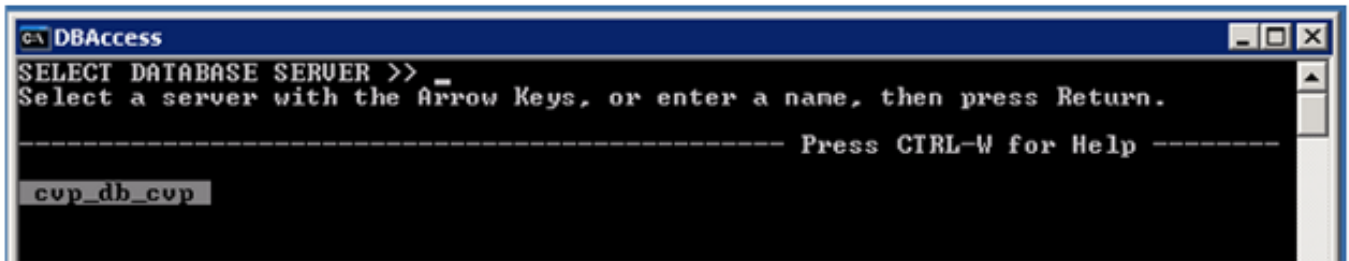 DBAccess
SELECT DATABASE SERVER >> _
Select a server with the Arrow Keys, or enter a name, then press Return.
------------------------------------------------ Press CTRL-W for Help --------
cvp_db_cvp